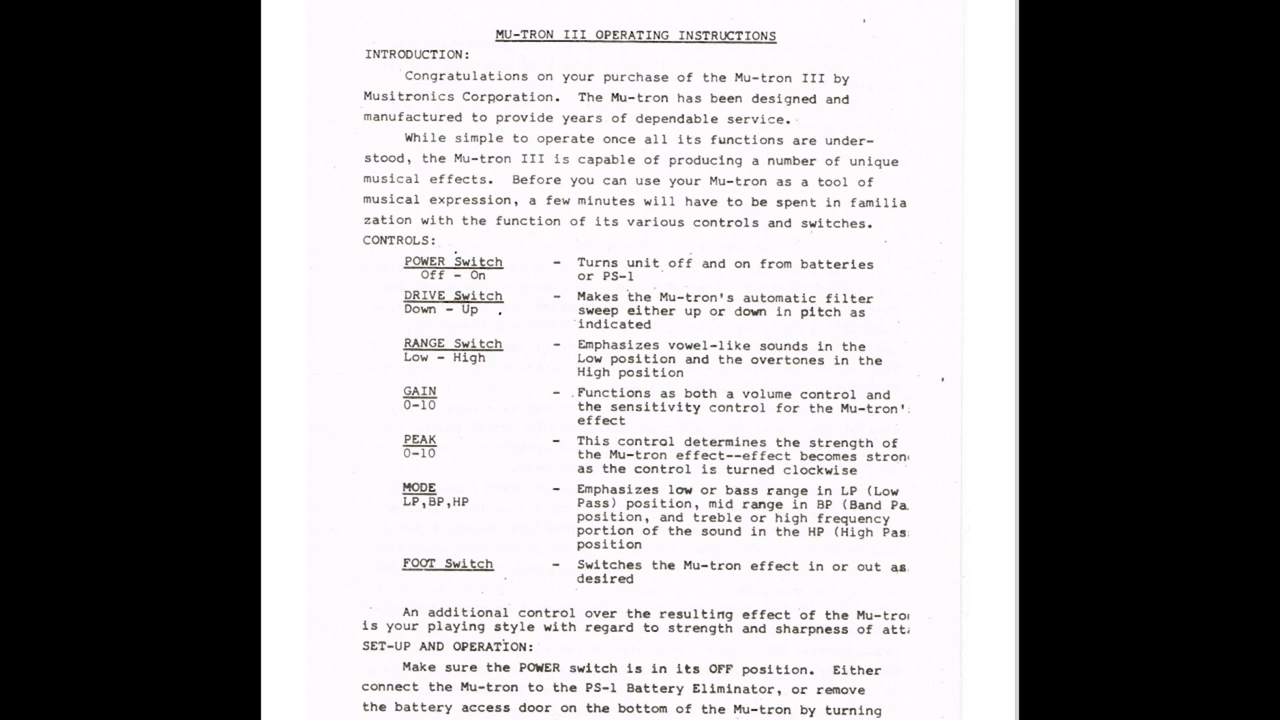 MU-TRON III OPERATING INSTRUCTIONS
INTRODUCTION:
Congratulations on your purchase of the Mu-tron III by
Musitronics Corporation. The Mu-tron has been designed and
manufactured to provide years of dependable service.
While simple to operate once all its functions are under-
stood, the Mu-tron III is capable of producing a number of unique
musical effects. Before you can use your Mu-tron as a tool of
musical expression, a few minutes will have to be spent in familia
zation with the function of its various controls and switches.
CONTROLS:
POWER Switch - Turns unit off and on from batteries
Off - On or PS-1
DRIVE Switch - Makes the Mu-tron's automatic filter
Down - Up sweep either up or down in pitch as
indicated
RANGE Switch - Emphasizes vowel-like sounds in the
Low - High Low position and the overtones in the
High position
GAIN - Functions as both a volume control and
0-10 the sensitivity control for the Mu-tron'
effect
PEAK - This control determines the strength of
0-10 the Mu-tron effect--effect becomes stron
as the control is turned clockwise
MODE - Emphasizes low or bass range in LP (Low
LP,BP,HP Pass) position, mid range in BP (Band Pa
position, and treble or high frequency
portion of the sound in the HP (High Pas
position
FOOT Switch - Switches the Mu-tron effect in or out as
desired
An additional control over the resulting effect of the Mu-tro
is your playing style with regard to strength and sharpness of att
SET-UP AND OPERATION:
Make sure the POWER switch is in its OFF position. Either
connect the Mu-tron to the PS-1 Battery Eliminator, or remove
the battery access door on the bottom of the Mu-tron by turning